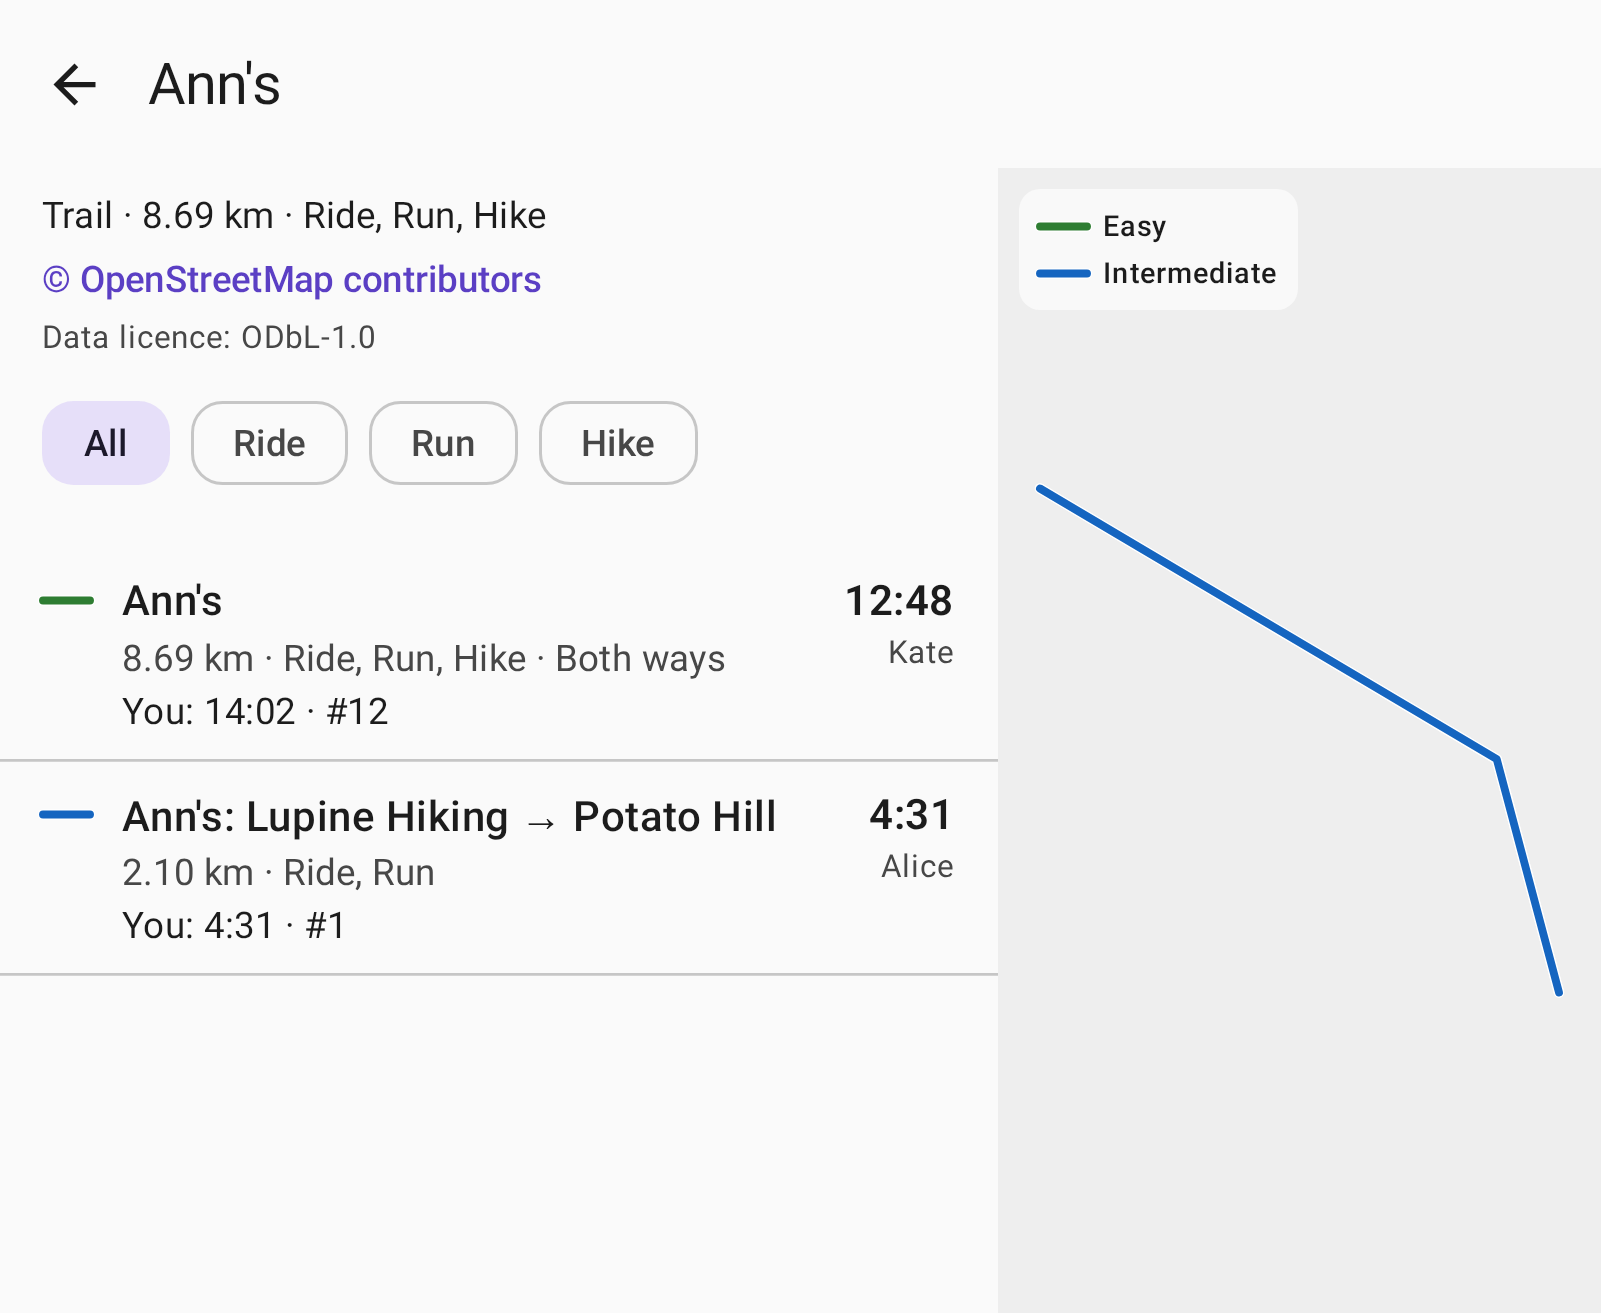 Ann's
Trail · 8.69 km · Ride, Run, Hike
© OpenStreetMap contributors
Data licence: ODbL-1.0
All
Ride
Run
Hike
Ann's
12:48
8.69 km · Ride, Run, Hike · Both ways
Kate
You: 14:02 · #12
Ann's: Lupine Hiking → Potato Hill
4:31
2.10 km · Ride, Run
Alice
You: 4:31 · #1
Easy
Intermediate